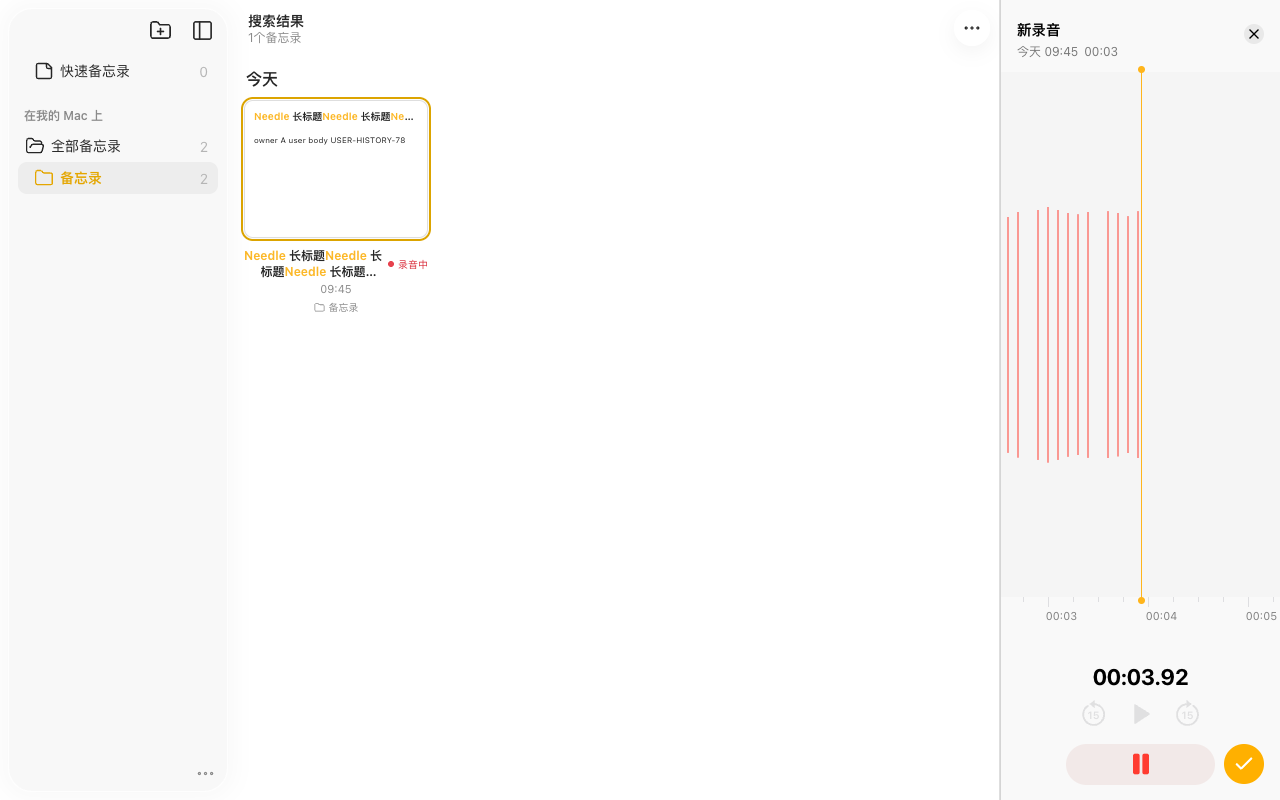 快速备忘录 0
在我的 Mac 上
全部备忘录 2
备忘录 2
搜索结果
1个备忘录
今天
Needle 长标题Needle 长标题Ne...
owner A user body USER-HISTORY-78
Needle 长标题Needle 长
标题Needle 长标题...
录音中
09:45
备忘录
新录音
今天 09:45 00:03
00:03 00:04 00:05
00:03.92
15 15